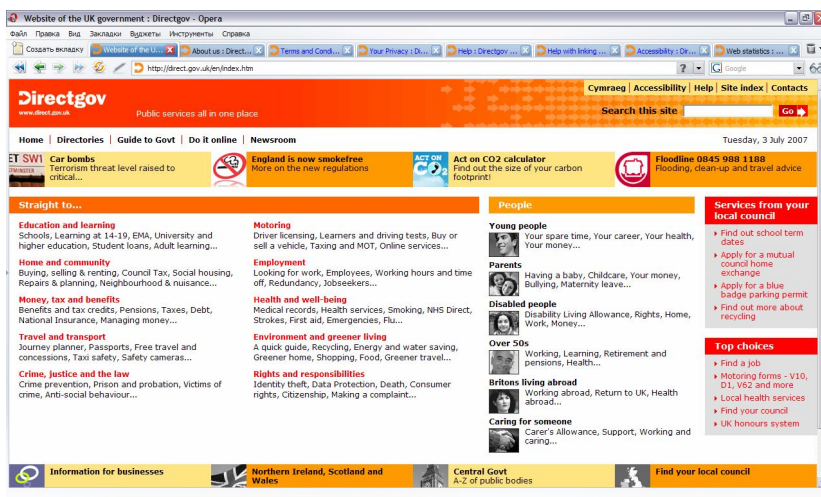 Website of the UK government : Directgov - Opera
Файл Правка Вид Закладки Виджеты Инструменты Справка
Создать вкладку Website of the U... About us : Direct... Terms and Condi... Your Privacy : Di... Help : Directgov ... Help with linking ... Accessibility : Dir... Web statistics : ...
http://direct.gov.uk/en/index.htm ? Google
Cymraeg | Accessibility | Help | Site index | Contacts
Directgov
www.direct.gov.uk
Public services all in one place
Search this site Go
Home | Directories | Guide to Govt | Do it online | Newsroom
Tuesday, 3 July 2007
ET SW1
Car bombs
Terrorism threat level raised to
critical...
England is now smokefree
More on the new regulations
ACT ON
CO2
Act on CO2 calculator
Find out the size of your carbon
footprint!
Floodline 0845 988 1188
Flooding, clean-up and travel advice
Straight to...
Education and learning
Schools, Learning at 14-19, EMA, University and
higher education, Student loans, Adult learning...
Home and community
Buying, selling & renting, Council Tax, Social housing,
Repairs & planning, Neighbourhood & nuisance...
Money, tax and benefits
Benefits and tax credits, Pensions, Taxes, Debt,
National Insurance, Managing money...
Travel and transport
Journey planner, Passports, Free travel and
concessions, Taxi safety, Safety cameras...
Crime, justice and the law
Crime prevention, Prison and probation, Victims of
crime, Anti-social behaviour...
Motoring
Driver licensing, Learners and driving tests, Buy or
sell a vehicle, Taxing and MOT, Online services...
Employment
Looking for work, Employees, Working hours and time
off, Redundancy, Jobseekers...
Health and well-being
Medical records, Health services, Smoking, NHS Direct,
Strokes, First aid, Emergencies, Flu...
Environment and greener living
A quick guide, Recycling, Energy and water saving,
Greener home, Shopping, Food, Greener travel...
Rights and responsibilities
Identity theft, Data Protection, Death, Consumer
rights, Citizenship, Making a complaint...
People
Young people
Your spare time, Your career, Your health,
Your money...
Parents
Having a baby, Childcare, Your money,
Bullying, Maternity leave...
Disabled people
Disability Living Allowance, Rights, Home,
Work, Money...
Over 50s
Working, Learning, Retirement and
pensions, Health...
Britons living abroad
Working abroad, Return to UK, Health
abroad...
Caring for someone
Carer's Allowance, Support, Working and
caring...
Services from your
local council
Find out school term
dates
Apply for a mutual
council home
exchange
Apply for a blue
badge parking permit
Find out more about
recycling
Top choices
Find a job
Motoring forms - V10,
D1, V62 and more
Local health services
Find your council
UK honours system
Information for businesses
Northern Ireland, Scotland and
Wales
Central Govt
A-Z of public bodies
Find your local council